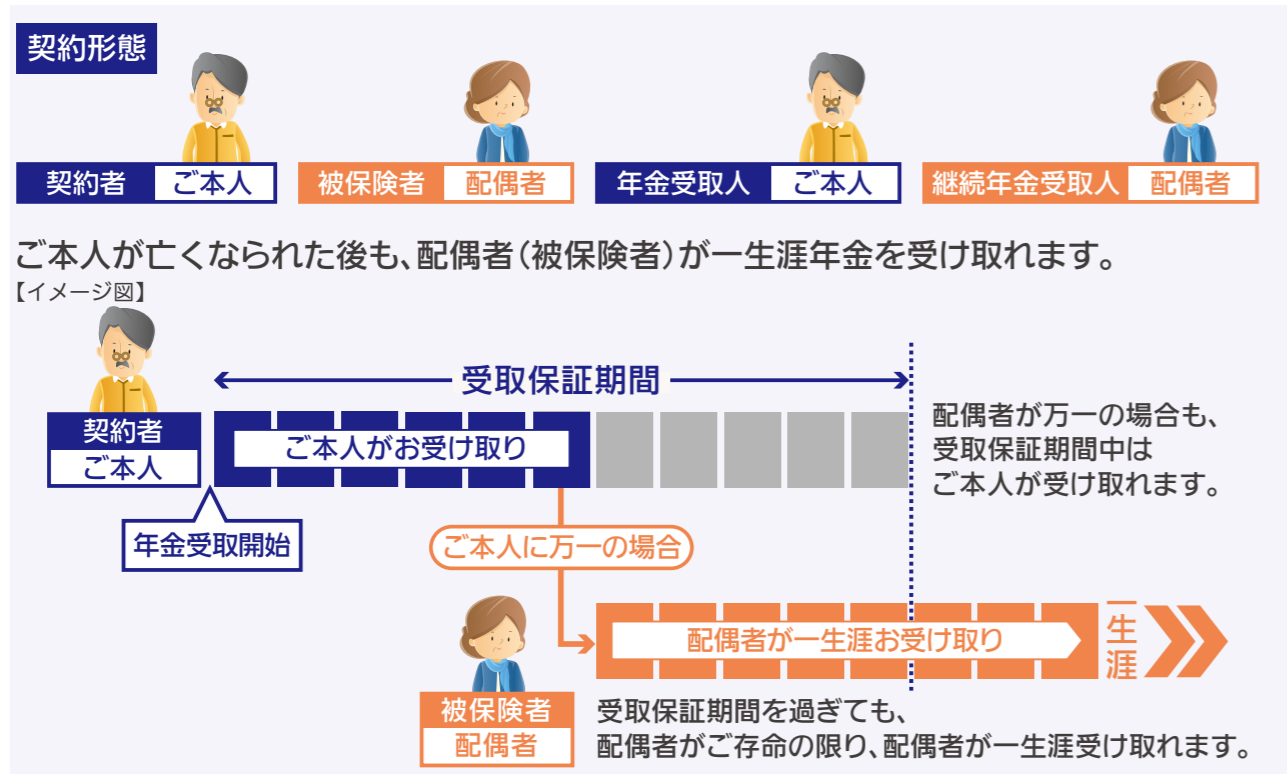 契約形態
契約者 ご本人 被保険者 配偶者 年金受取人 ご本人 継続年金受取人 配偶者
ご本人が亡くなられた後も、配偶者（被保険者）が一生涯年金を受け取れます。
【イメージ図】
受取保証期間
契約者
ご本人
ご本人がお受け取り
配偶者が万一の場合も、
受取保証期間中は
ご本人が受け取れます。
年金受取開始
ご本人に万一の場合
配偶者が一生涯お受け取り
一生涯
被保険者
配偶者
受取保証期間を過ぎても、
配偶者がご存命の限り、配偶者が一生涯受け取れます。